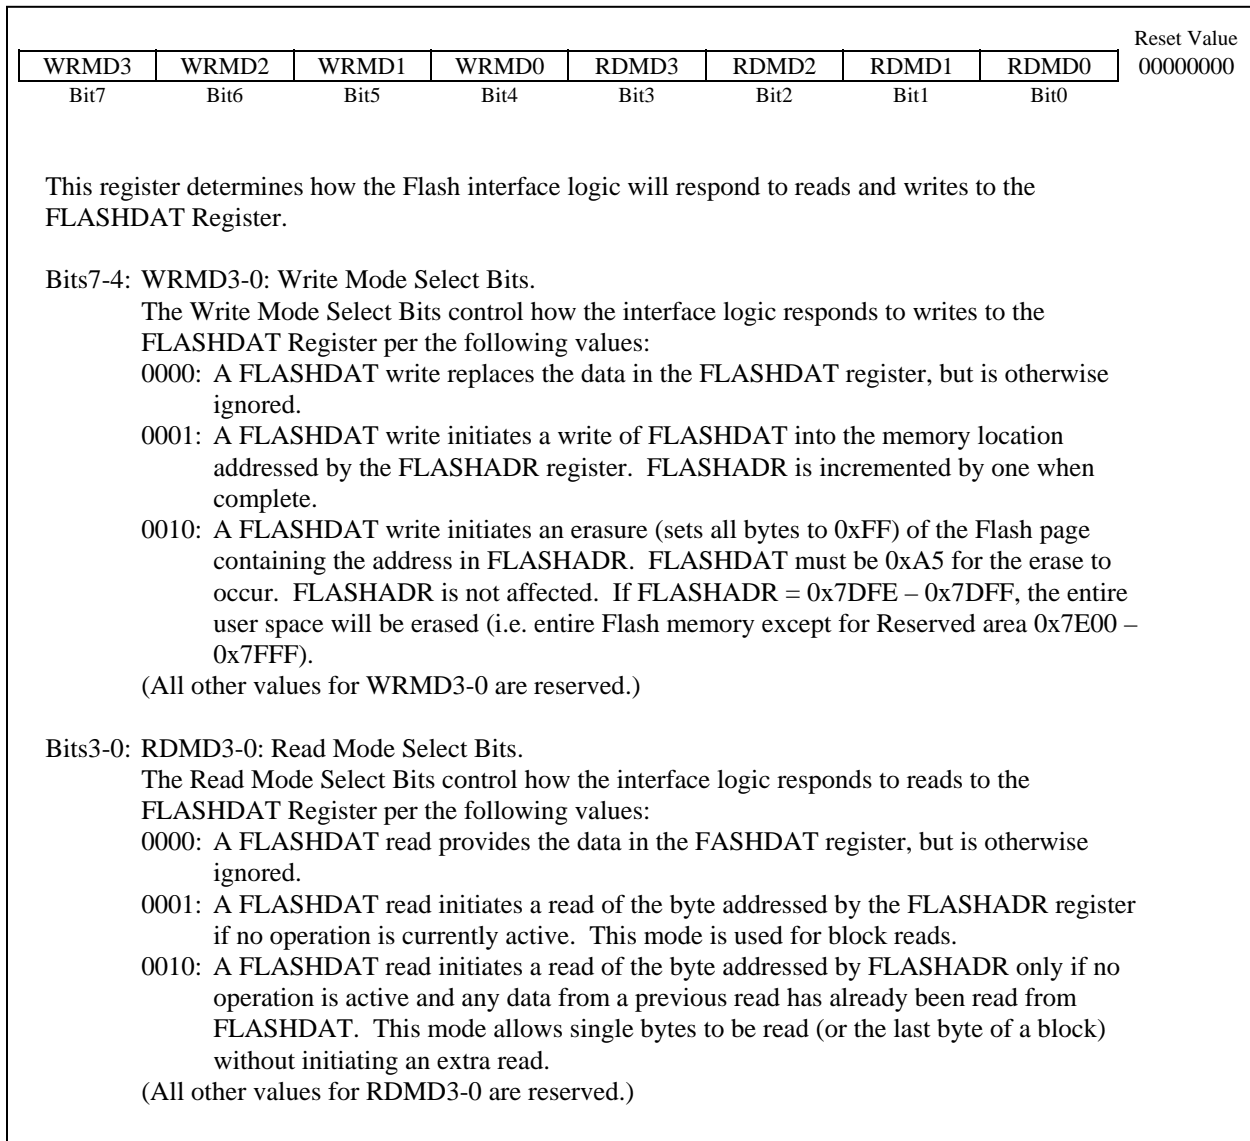 Reset Value
WRMD3 WRMD2 WRMD1 WRMD0 RDMD3 RDMD2 RDMD1 RDMD0 00000000
Bit7 Bit6 Bit5 Bit4 Bit3 Bit2 Bit1 Bit0
This register determines how the Flash interface logic will respond to reads and writes to the
FLASHDAT Register.
Bits7-4: WRMD3-0: Write Mode Select Bits.
The Write Mode Select Bits control how the interface logic responds to writes to the
FLASHDAT Register per the following values:
0000: A FLASHDAT write replaces the data in the FLASHDAT register, but is otherwise
ignored.
0001: A FLASHDAT write initiates a write of FLASHDAT into the memory location
addressed by the FLASHADR register. FLASHADR is incremented by one when
complete.
0010: A FLASHDAT write initiates an erasure (sets all bytes to 0xFF) of the Flash page
containing the address in FLASHADR. FLASHDAT must be 0xA5 for the erase to
occur. FLASHADR is not affected. If FLASHADR = 0x7DFE – 0x7DFF, the entire
user space will be erased (i.e. entire Flash memory except for Reserved area 0x7E00 –
0x7FFF).
(All other values for WRMD3-0 are reserved.)
Bits3-0: RDMD3-0: Read Mode Select Bits.
The Read Mode Select Bits control how the interface logic responds to reads to the
FLASHDAT Register per the following values:
0000: A FLASHDAT read provides the data in the FASHDAT register, but is otherwise
ignored.
0001: A FLASHDAT read initiates a read of the byte addressed by the FLASHADR register
if no operation is currently active. This mode is used for block reads.
0010: A FLASHDAT read initiates a read of the byte addressed by FLASHADR only if no
operation is active and any data from a previous read has already been read from
FLASHDAT. This mode allows single bytes to be read (or the last byte of a block)
without initiating an extra read.
(All other values for RDMD3-0 are reserved.)